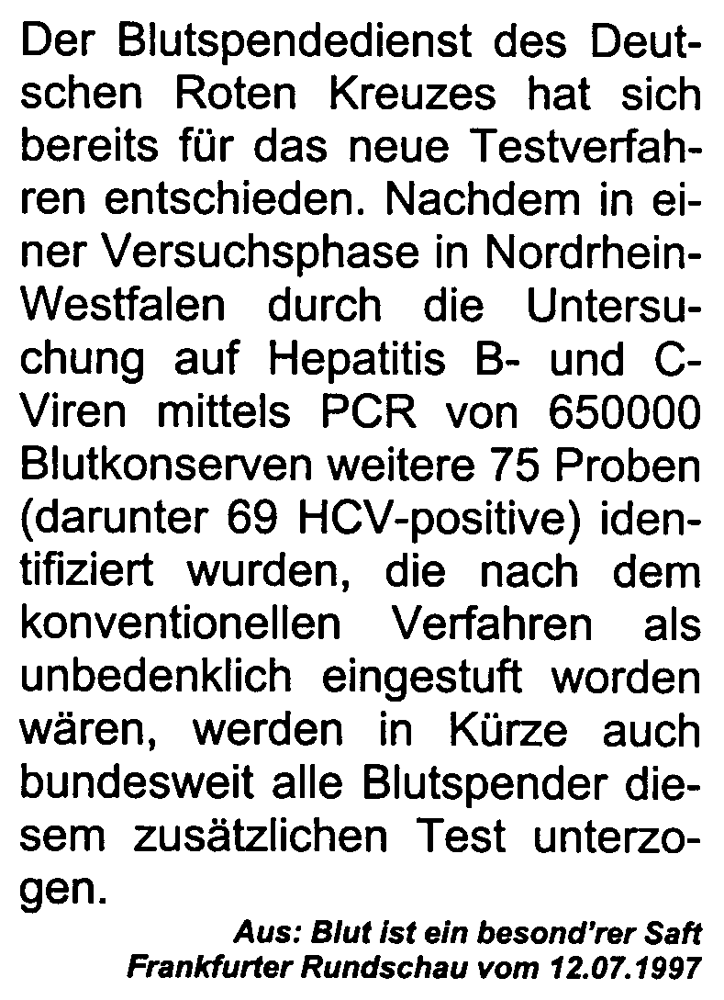 Der Blutspendedienst des Deut-
schen Roten Kreuzes hat sich
bereits für das neue Testverfah-
ren entschieden. Nachdem in ei-
ner Versuchsphase in Nordrhein-
Westfalen durch die Untersu-
chung auf Hepatitis B- und C-
Viren mittels PCR von 650000
Blutkonserven weitere 75 Proben
(darunter 69 HCV-positive) iden-
tifiziert wurden, die nach dem
konventionellen Verfahren als
unbedenklich eingestuft worden
wären, werden in Kürze auch
bundesweit alle Blutspender die-
sem zusätzlichen Test unterzo-
gen.
Aus: Blut ist ein besond'rer Saft
Frankfurter Rundschau vom 12.07.1997